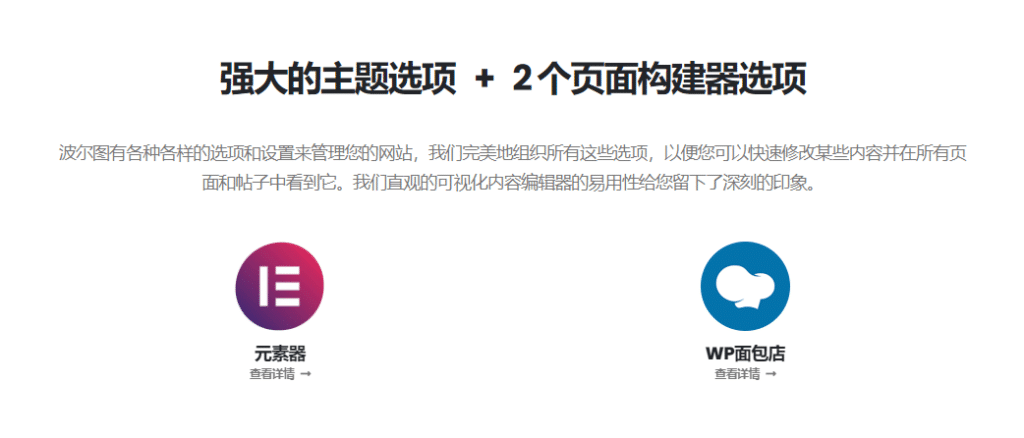 强大的主题选项 + 2个页面构建器选项
波尔图有各种各样的选项和设置来管理您的网站，我们完美地组织所有这些选项，以便您可以快速修改某些内容并在所有页
面和帖子中看到它。我们直观的可视化内容编辑器的易用性给您留下了深刻的印象。
元素器
WP面包店
查看详情 →
查看详情 →